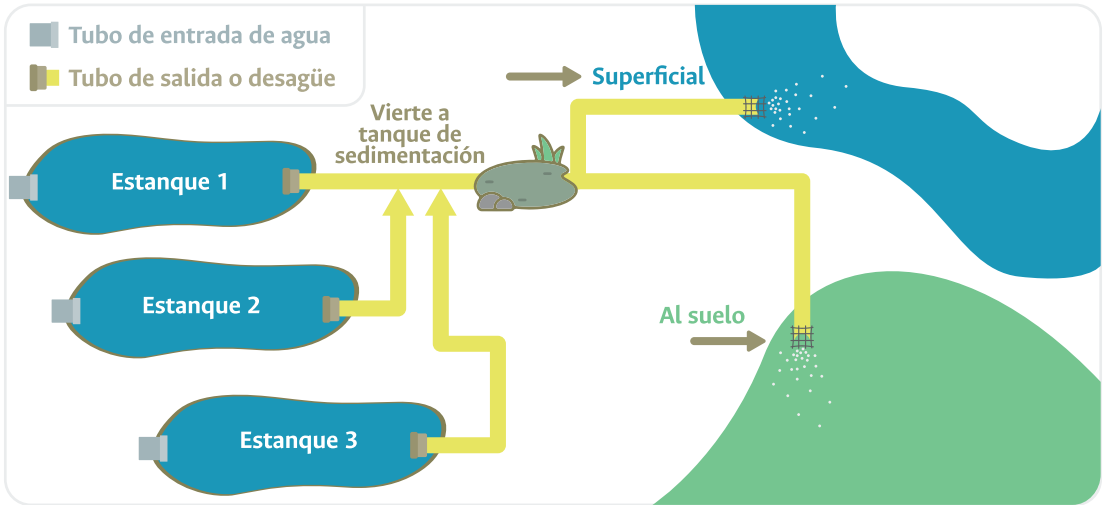 Tubo de entrada de agua
Tubo de salida o desagüe
Superficial
Vierte a
tanque de
sedimentación
Estanque 1
Estanque 2
Al suelo
Estanque 3